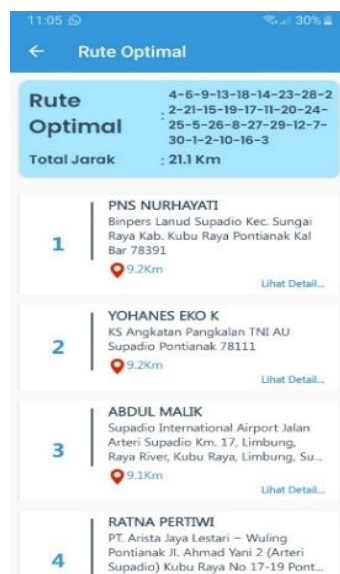 11:05 30%
Rute Optimal
Rute Optimal : 4-6-9-13-18-14-23-28-2
2-21-15-19-17-11-20-24-
25-5-26-8-27-29-12-7-
30-1-2-10-16-3
Total Jarak : 21.1 Km
1
PNS NURHAYATI
Binpers Lanud Supadio Kec. Sungai
Raya Kab. Kubu Raya Pontianak Kal
Bar 78391
9.2Km
Lihat Detail...
2
YOHANES EKO K
KS Angkatan Pangkalan TNI AU
Supadio Pontianak 78111
9.2Km
Lihat Detail...
3
ABDUL MALIK
Supadio International Airport Jalan
Arteri Supadio Km. 17, Limbung,
Raya River, Kubu Raya, Limbung, Su...
9.1Km
Lihat Detail...
4
RATNA PERTIWI
PT. Arista Jaya Lestari – Wuling
Pontianak Jl. Ahmad Yani 2 (Arteri
Supadio) Kubu Raya No 17-19 Pont...